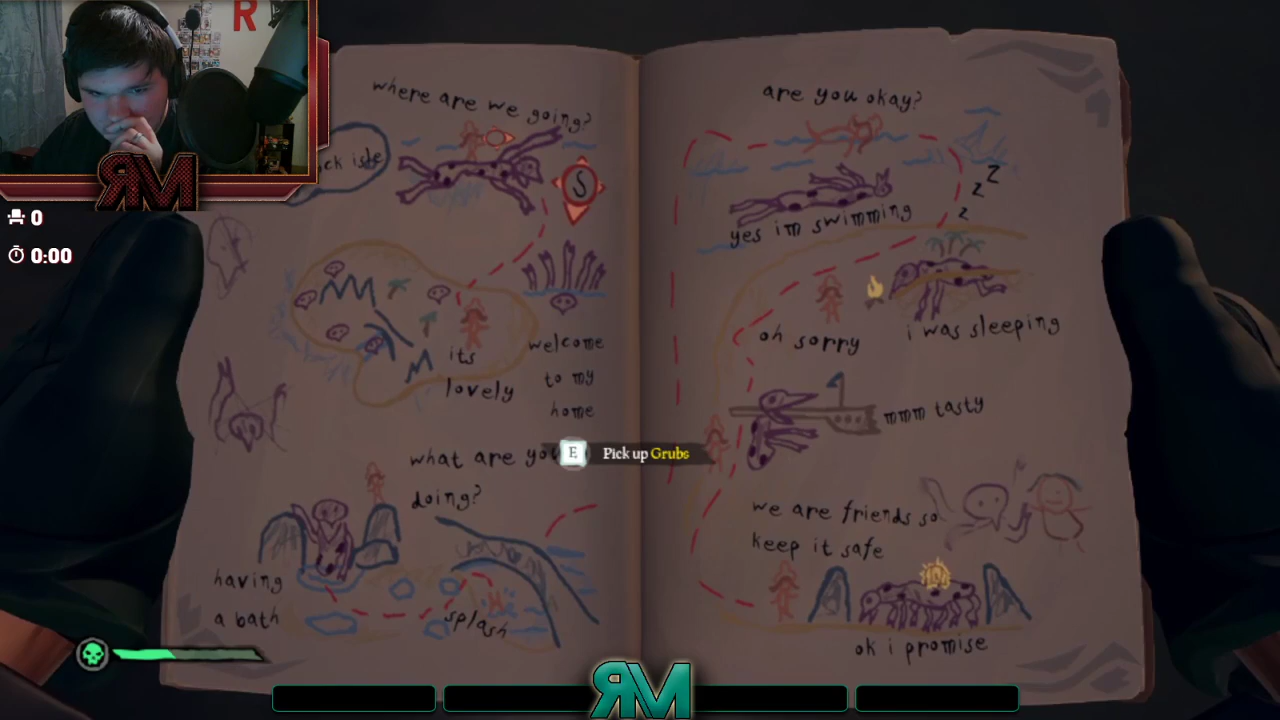 R
RM
0
0:00
where are we going?
ck isle
S
its
lovely
welcome
to my
home
what are you
doing?
having
a bath
splash
E Pick up Grubs
are you okay?
z z z
yes im swimming
oh sorry
i was sleeping
mmm tasty
we are friends so
keep it safe
ok i promise
RM